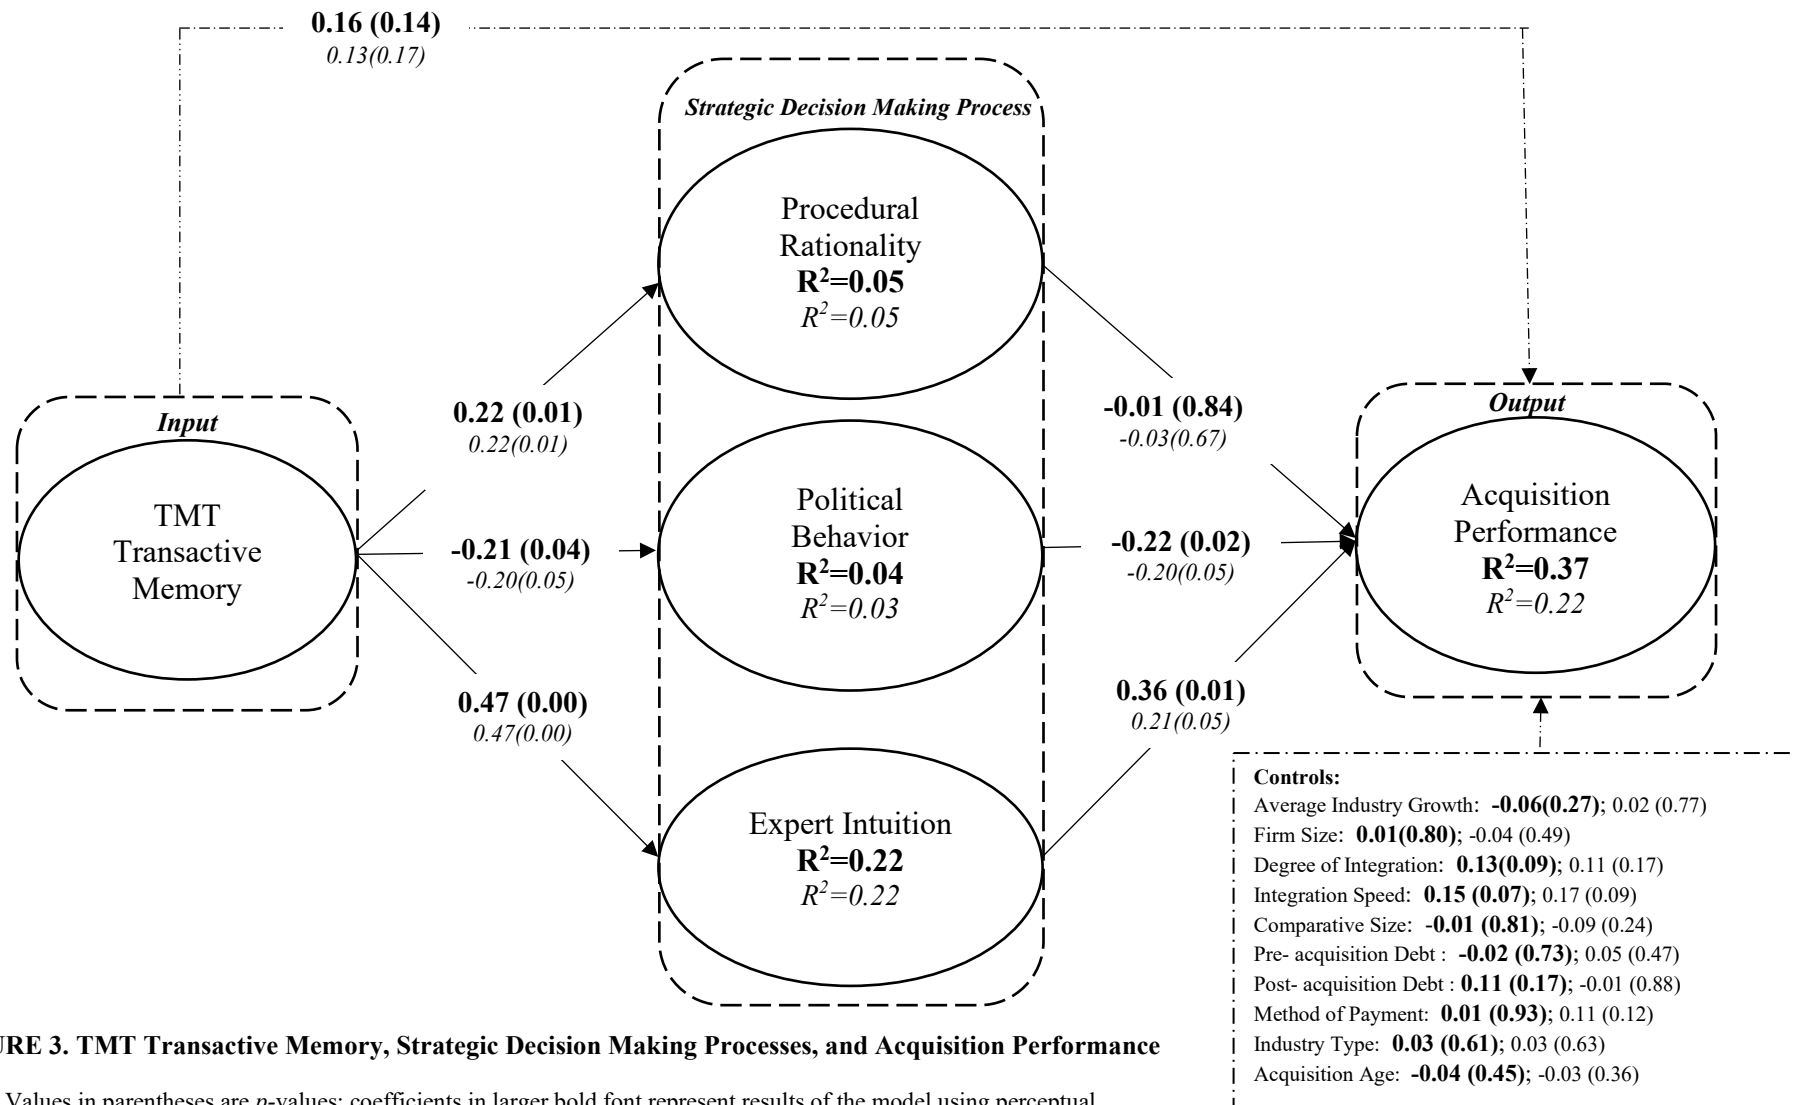 0.16 (0.14)
0.13(0.17)
Strategic Decision Making Process
Procedural
Rationality
R²=0.05
R²=0.05
Input
TMT
Transactive
Memory
0.22 (0.01)
0.22(0.01)
-0.21 (0.04)
-0.20(0.05)
0.47 (0.00)
0.47(0.00)
Political
Behavior
R²=0.04
R²=0.03
Expert Intuition
R²=0.22
R²=0.22
-0.01 (0.84)
-0.03(0.67)
-0.22 (0.02)
-0.20(0.05)
0.36 (0.01)
0.21(0.05)
Output
Acquisition
Performance
R²=0.37
R²=0.22
Controls:
Average Industry Growth: -0.06(0.27); 0.02 (0.77)
Firm Size: 0.01(0.80); -0.04 (0.49)
Degree of Integration: 0.13(0.09); 0.11 (0.17)
Integration Speed: 0.15 (0.07); 0.17 (0.09)
Comparative Size: -0.01 (0.81); -0.09 (0.24)
Pre- acquisition Debt : -0.02 (0.73); 0.05 (0.47)
Post- acquisition Debt : 0.11 (0.17); -0.01 (0.88)
Method of Payment: 0.01 (0.93); 0.11 (0.12)
Industry Type: 0.03 (0.61); 0.03 (0.63)
Acquisition Age: -0.04 (0.45); -0.03 (0.36)
URE 3. TMT Transactive Memory, Strategic Decision Making Processes, and Acquisition Performance
Values in parentheses are p-values; coefficients in larger bold font represent results of the model using perceptual